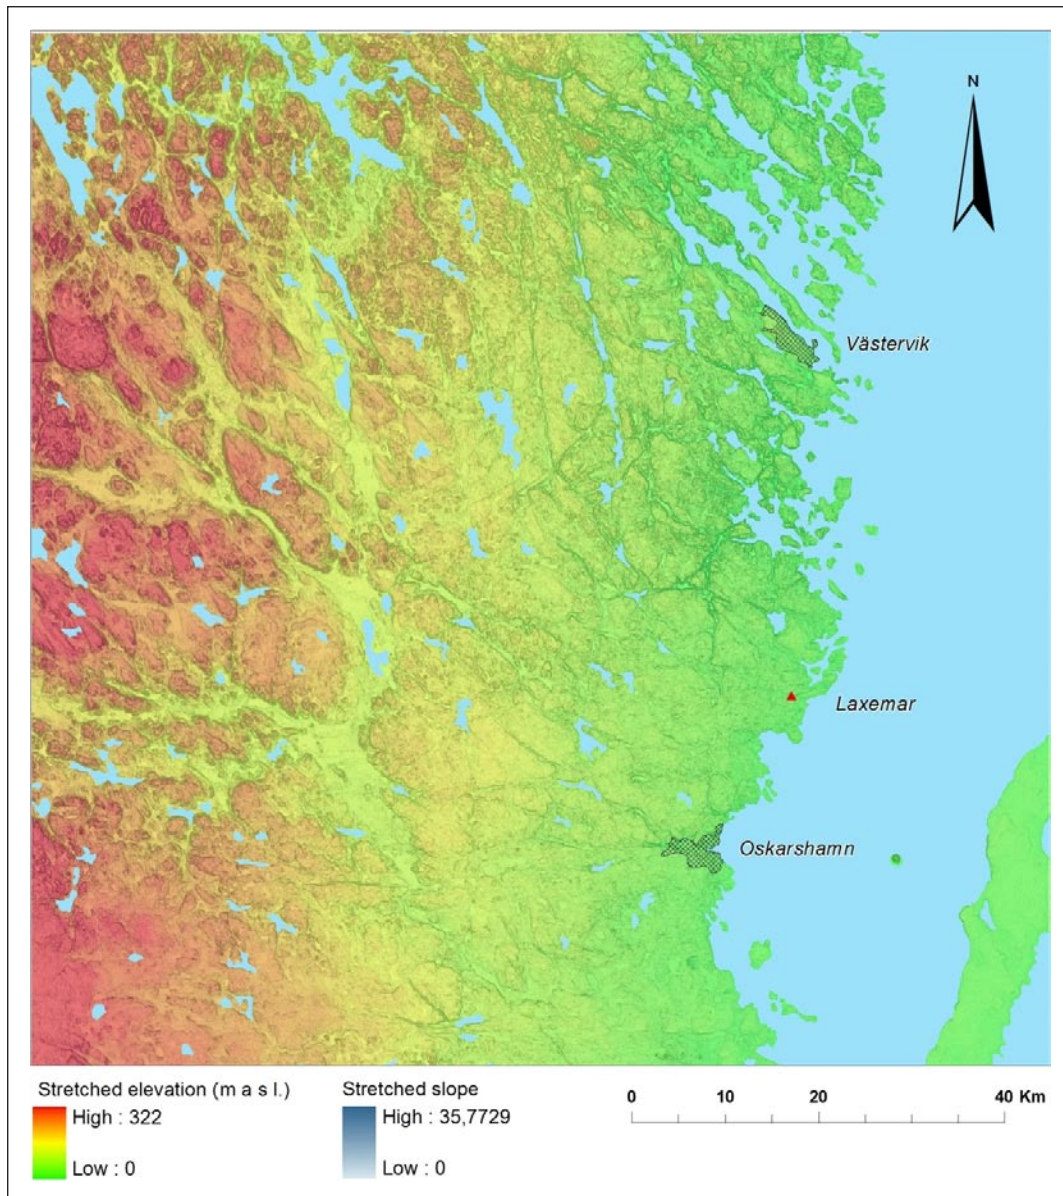 N
Västervik
Laxemar
Oskarshamn
Stretched elevation (m a s l.)
High : 322
Low : 0
Stretched slope
High : 35,7729
Low : 0
0 10 20 40 Km